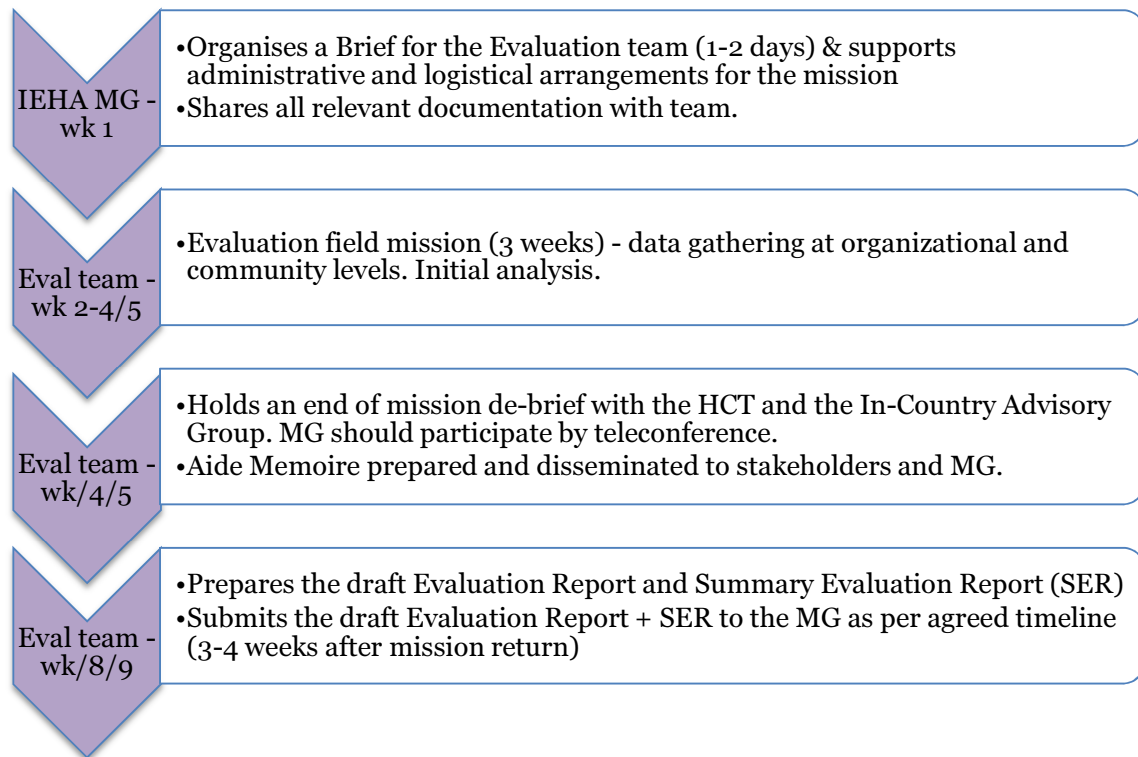 IEHA MG -
wk 1
•Organises a Brief for the Evaluation team (1-2 days) & supports
administrative and logistical arrangements for the mission
•Shares all relevant documentation with team.
Eval team -
wk 2-4/5
•Evaluation field mission (3 weeks) - data gathering at organizational and
community levels. Initial analysis.
Eval team -
wk/4/5
•Holds an end of mission de-brief with the HCT and the In-Country Advisory
Group. MG should participate by teleconference.
•Aide Memoire prepared and disseminated to stakeholders and MG.
Eval team -
wk/8/9
•Prepares the draft Evaluation Report and Summary Evaluation Report (SER)
•Submits the draft Evaluation Report + SER to the MG as per agreed timeline
(3-4 weeks after mission return)